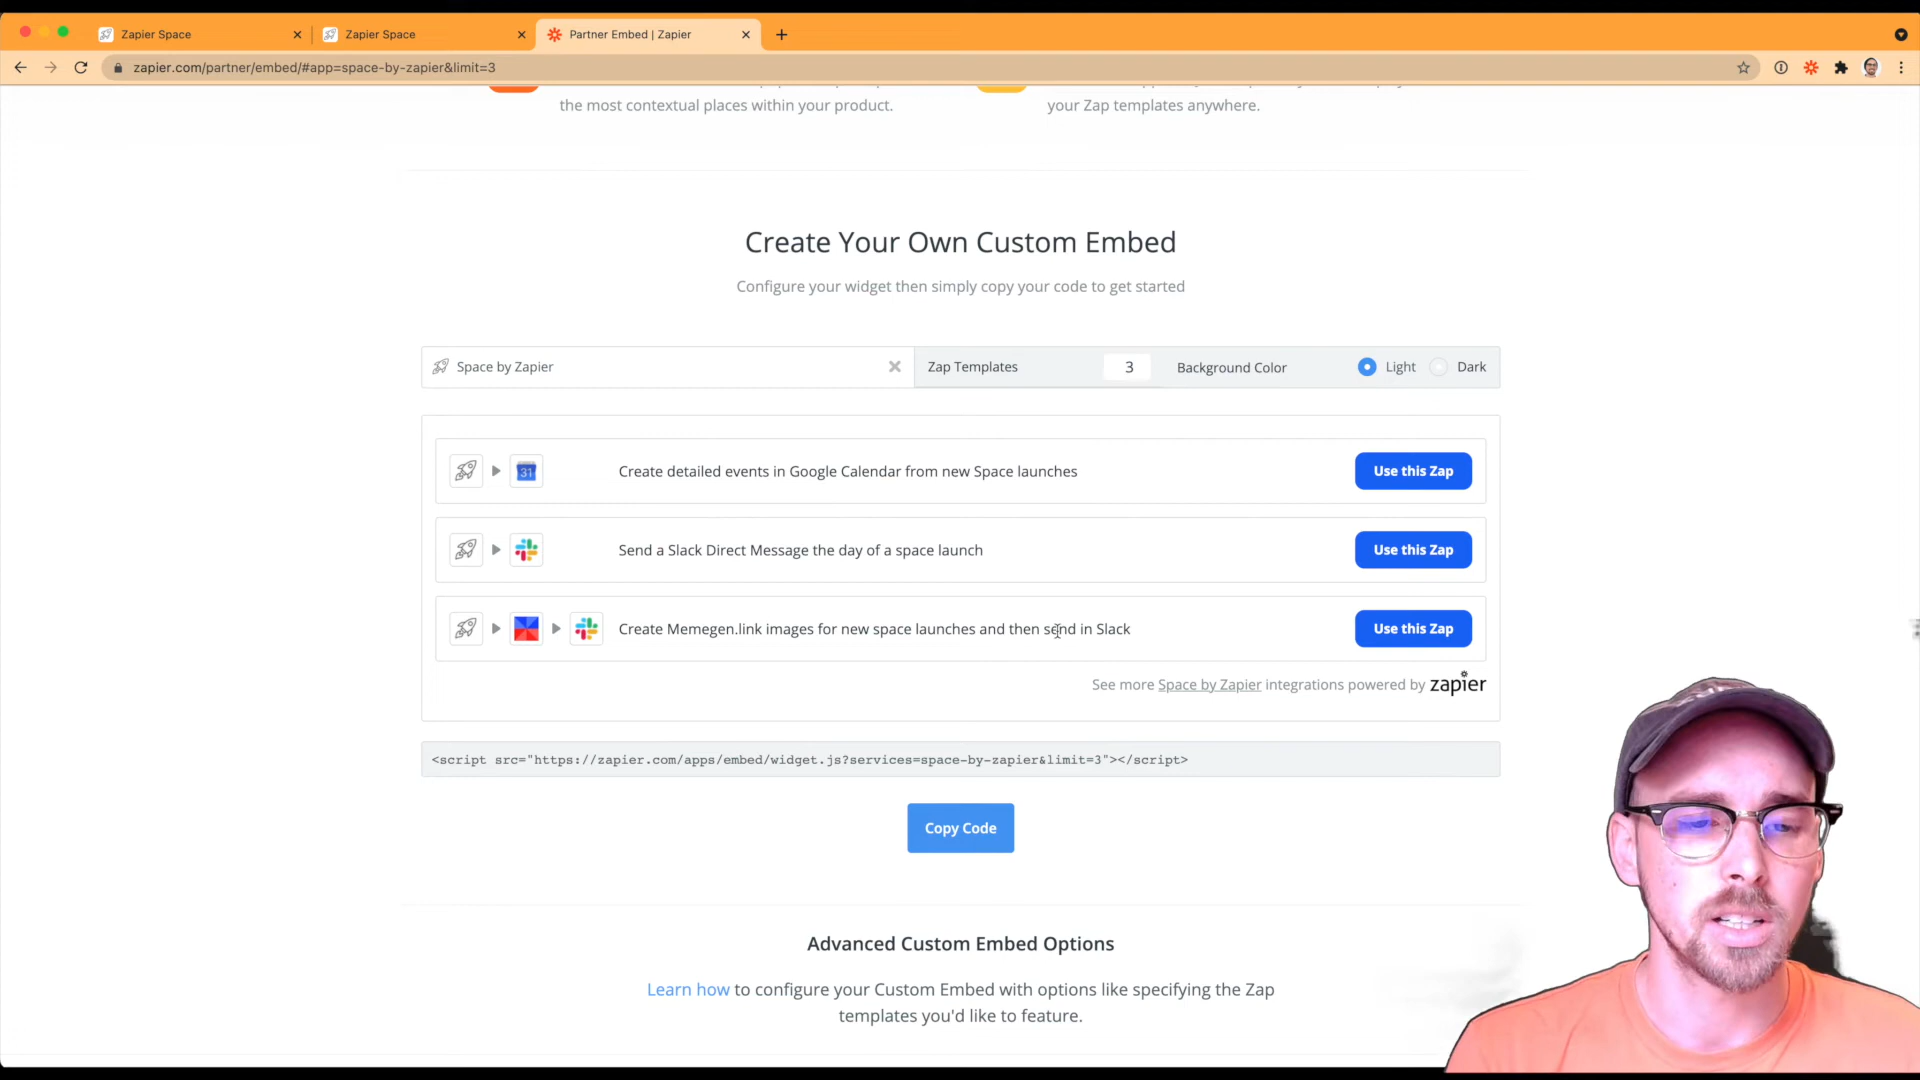 Zapier Space
Zapier Space
Partner Embed | Zapier
zapier.com/partner/embed/#app=space-by-zapier&limit=3
the most contextual places within your product.
your Zap templates anywhere.
Create Your Own Custom Embed
Configure your widget then simply copy your code to get started
Space by Zapier
Zap Templates
3
Background Color
Light
Dark
31
Create detailed events in Google Calendar from new Space launches
Use this Zap
Send a Slack Direct Message the day of a space launch
Use this Zap
Create Memegen.link images for new space launches and then send in Slack
Use this Zap
See more Space by Zapier integrations powered by zapier
<script src="https://zapier.com/apps/embed/widget.js?services=space-by-zapier&limit=3"></script>
Copy Code
Advanced Custom Embed Options
Learn how to configure your Custom Embed with options like specifying the Zap
templates you'd like to feature.